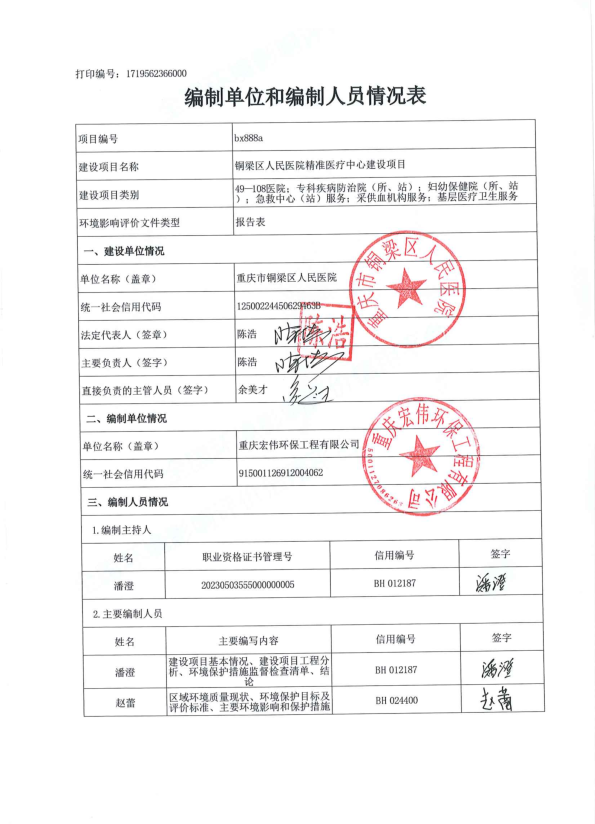 打印编号：1719562366000
编制单位和编制人员情况表
项目编号 bx888a
建设项目名称 铜梁区人民医院精准医疗中心建设项目
建设项目类别 49—108医院；专科疾病防治院（所、站）；妇幼保健院（所、站
）；急救中心（站）服务；采供血机构服务；基层医疗卫生服务
环境影响评价文件类型 报告表
一、建设单位情况
单位名称（盖章） 重庆市铜梁区人民医院
重庆市铜梁区人民医院
统一社会信用代码 12500224450629463B
法定代表人（签章） 陈浩 陈浩
陈浩
主要负责人（签字） 陈浩 陈浩
直接负责的主管人员（签字） 余美才
二、编制单位情况
单位名称（盖章） 重庆宏伟环保工程有限公司
重庆宏伟环保工程有限公司
统一社会信用代码 915001126912004062
三、编制人员情况
1.编制主持人
姓名 职业资格证书管理号 信用编号 签字
潘澄 20230503555000000005 BH 012187 潘澄
2.主要编制人员
姓名 主要编写内容 信用编号 签字
潘澄 建设项目基本情况、建设项目工程分
析、环境保护措施监督检查清单、结
论 BH 012187 潘澄
赵蕾 区域环境质量现状、环境保护目标及
评价标准、主要环境影响和保护措施 BH 024400 赵蕾